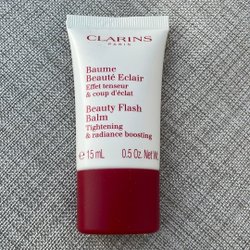 CLARINS
PARIS
Baume
Beauté Eclair
Effet tenseur
& coup d'éclat
Beauty Flash
Balm
Tightening
& radiance boosting
e 15 mL 0.5 Oz. Net